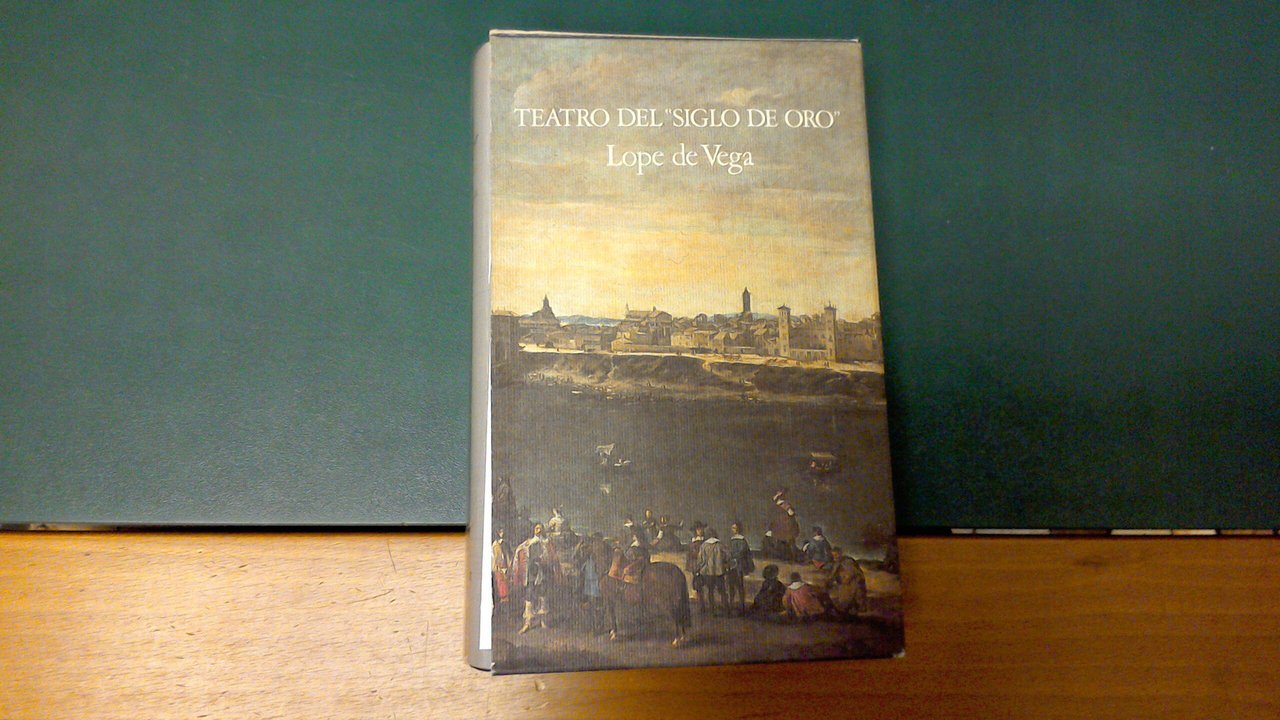 TEATRO DEL "SIGLO DE ORO"
Lope de Vega